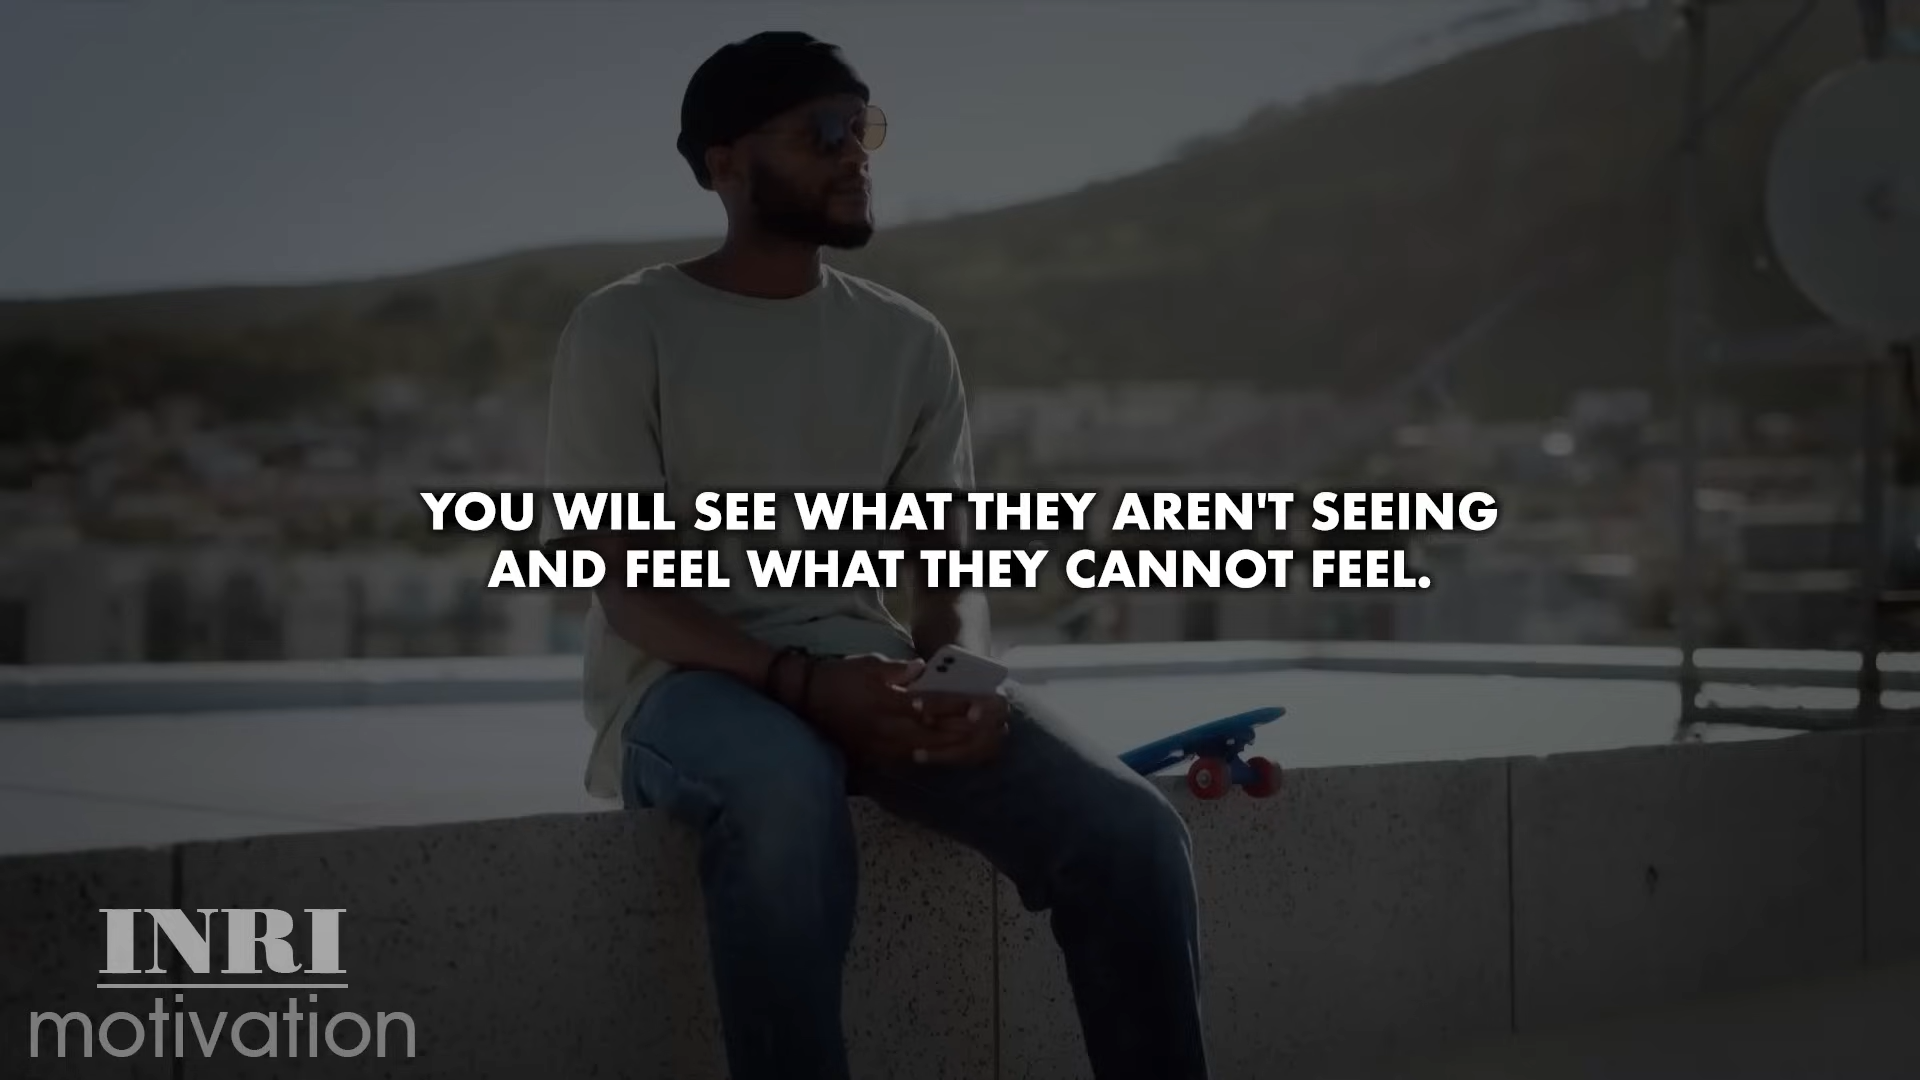 YOU WILL SEE WHAT THEY AREN'T SEEING
AND FEEL WHAT THEY CANNOT FEEL.
INRI
motivation